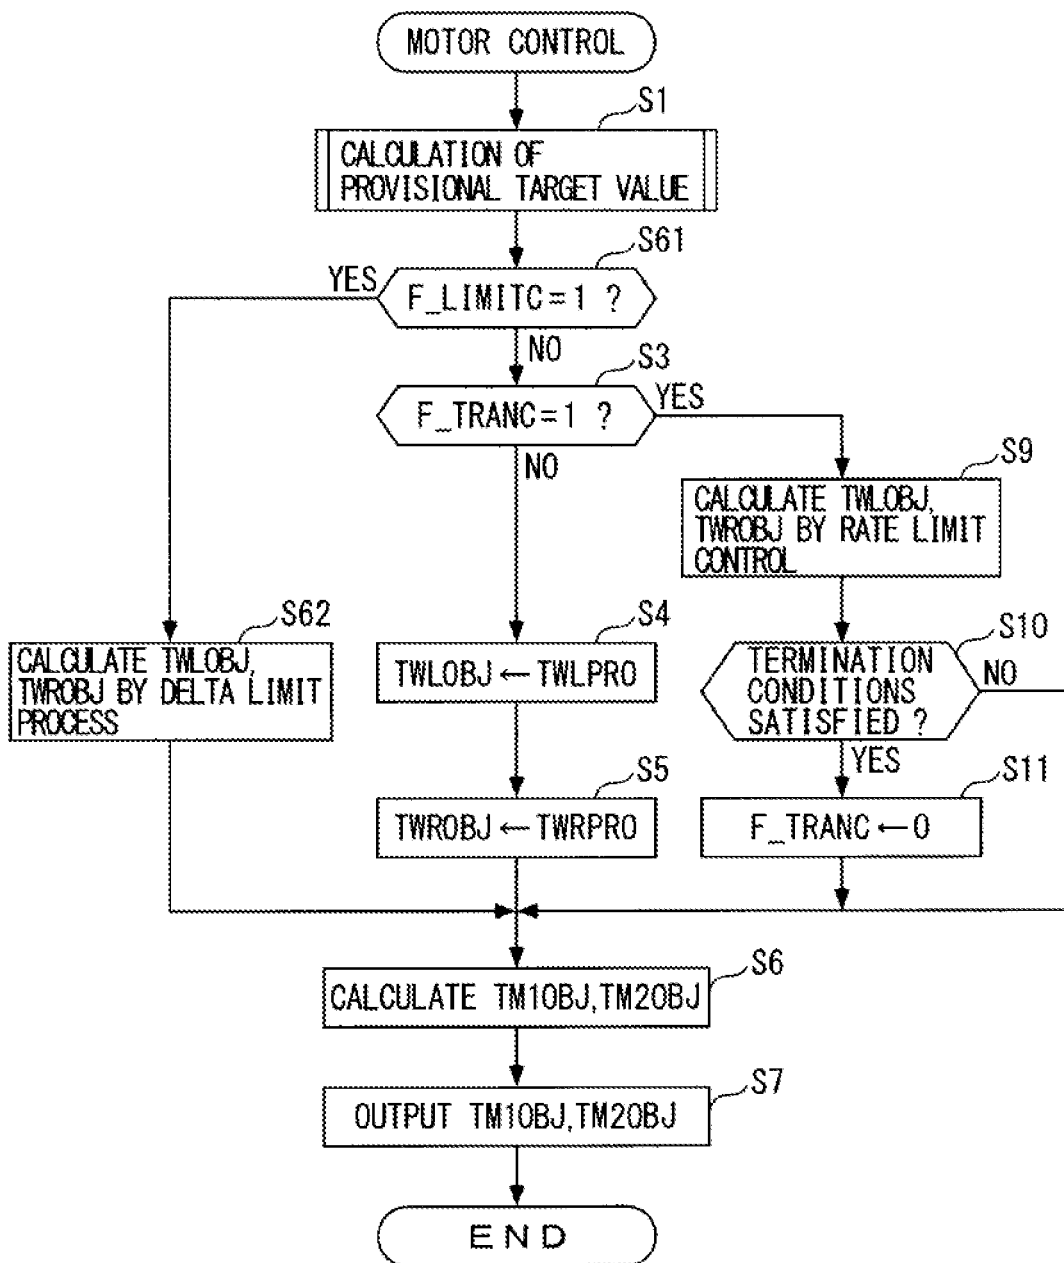 MOTOR CONTROL
S1
CALCULATION OF
PROVISIONAL TARGET VALUE
S61
YES
F_LIMITC=1 ?
NO
S3
F_TRANC=1 ?
YES
NO
S9
CALCULATE TWLOBJ,
TWROBJ BY RATE LIMIT
CONTROL
S62
CALCULATE TWLOBJ,
TWROBJ BY DELTA LIMIT
PROCESS
S4
TWLOBJ←TWLPRO
S10
TERMINATION
CONDITIONS
SATISFIED ?
NO
YES
S5
TWROBJ←TWRPRO
S11
F_TRANC←0
S6
CALCULATE TM1OBJ,TM2OBJ
S7
OUTPUT TM1OBJ,TM2OBJ
END